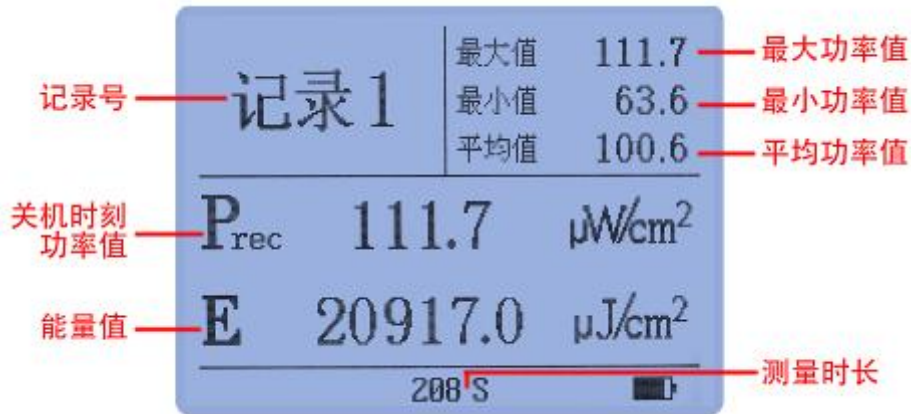 记录号
记录1
最大值 111.7
最小值 63.6
平均值 100.6
最大功率值
最小功率值
平均功率值
关机时刻
功率值
Prec 111.7 μW/cm²
能量值
E 20917.0 μJ/cm²
208 S
测量时长